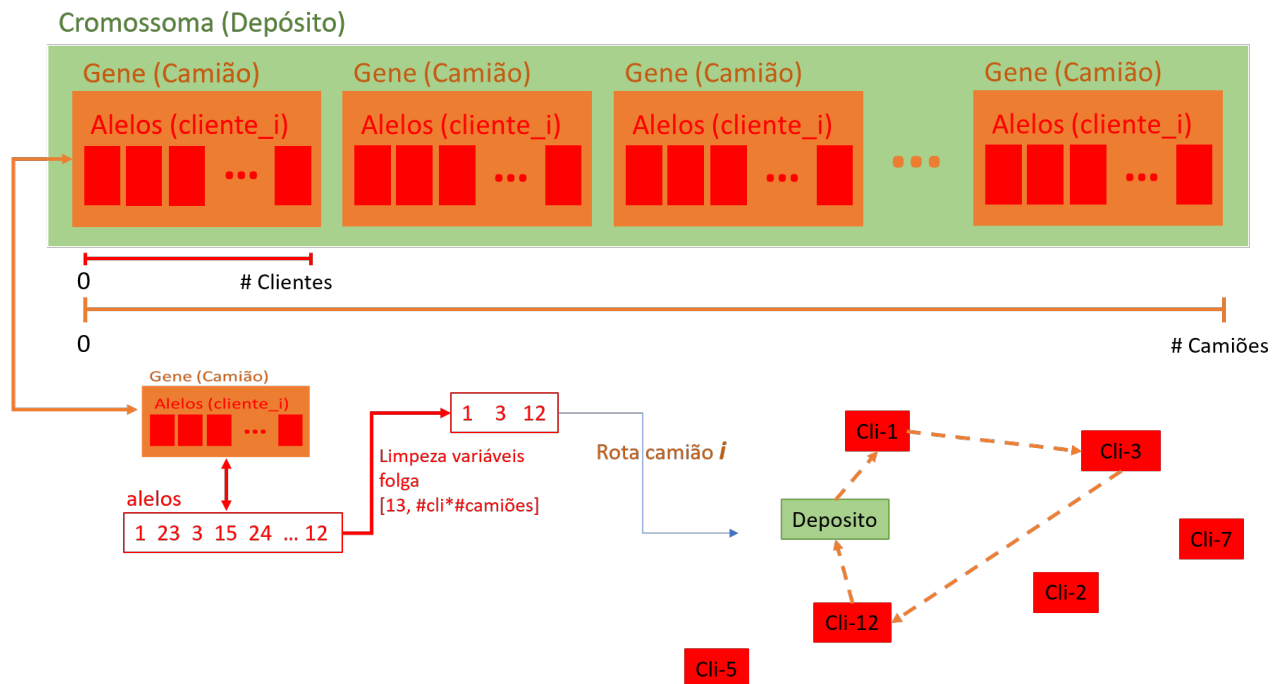 Cromossoma (Depósito)
Gene (Camião)
Gene (Camião)
Gene (Camião)
Gene (Camião)
Alelos (cliente_i)
Alelos (cliente_i)
Alelos (cliente_i)
Alelos (cliente_i)
...
...
...
...
...
0
# Clientes
0
# Camiões
Gene (Camião)
Alelos (cliente_i)
...
alelos
1 23 3 15 24 ... 12
1 3 12
Limpeza variáveis
folga
[13, #cli*#camiões]
Rota camião i
Cli-1
Cli-3
Deposito
Cli-7
Cli-2
Cli-12
Cli-5